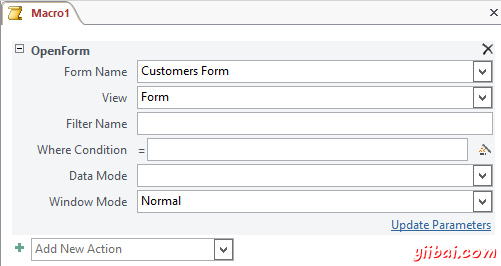 Macro1
OpenForm
Form Name Customers Form
View Form
Filter Name
Where Condition =
Data Mode
Window Mode Normal
Update Parameters
Add New Action
yiibai.com